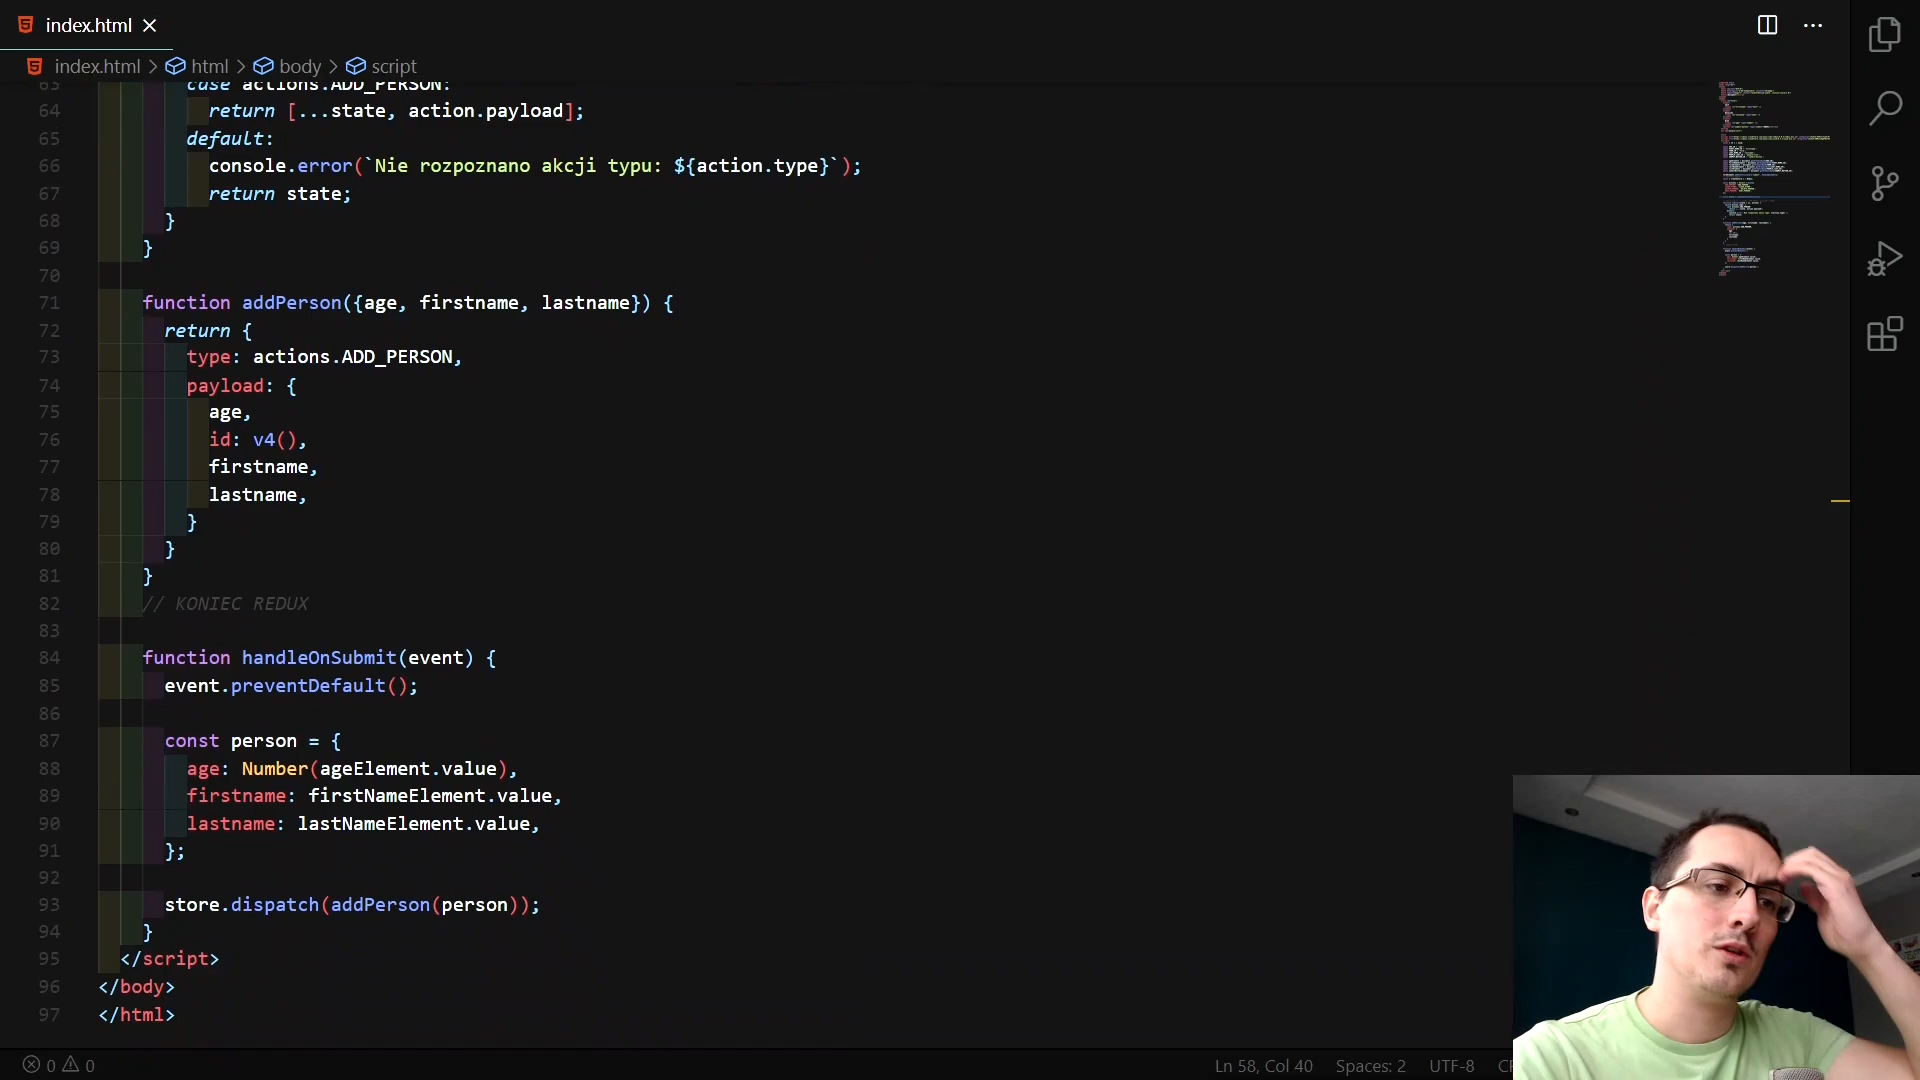 index.html
index.html > html > body > script
63 case actions.ADD_PERSON:
64 return [...state, action.payload];
65 default:
66 console.error(`Nie rozpoznano akcji typu: ${action.type}`);
67 return state;
68 }
69 }
70
71 function addPerson({age, firstname, lastname}) {
72 return {
73 type: actions.ADD_PERSON,
74 payload: {
75 age,
76 id: v4(),
77 firstname,
78 lastname,
79 }
80 }
81 }
82 // KONIEC REDUX
83
84 function handleOnSubmit(event) {
85 event.preventDefault();
86
87 const person = {
88 age: Number(ageElement.value),
89 firstname: firstNameElement.value,
90 lastname: lastNameElement.value,
91 };
92
93 store.dispatch(addPerson(person));
94 }
95 </script>
96 </body>
97 </html>
0 0 Ln 58, Col 40 Spaces: 2 UTF-8